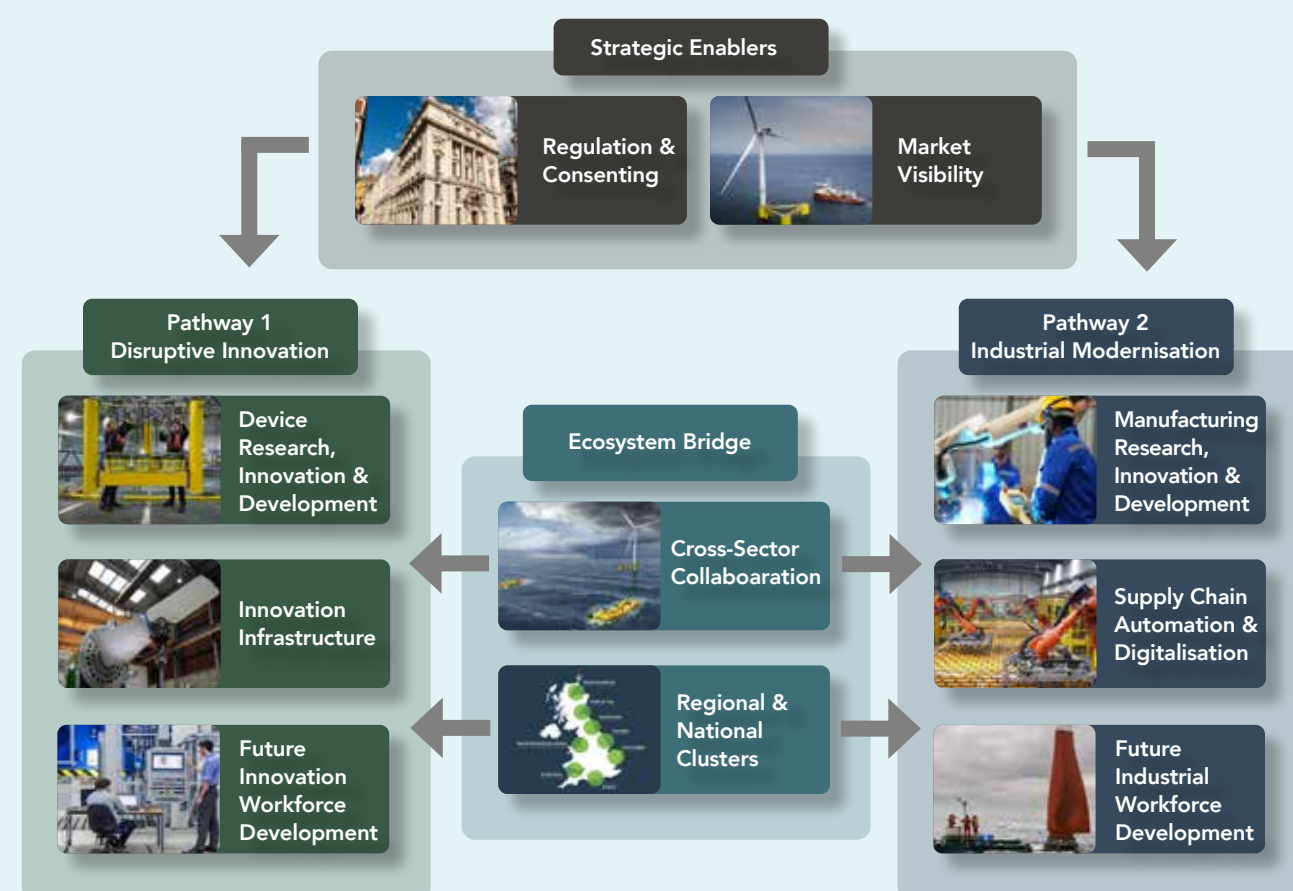 Strategic Enablers
Regulation &
Consenting
Market
Visibility
Pathway 1
Disruptive Innovation
Device
Research,
Innovation &
Development
Innovation
Infrastructure
Future
Innovation
Workforce
Development
Ecosystem Bridge
Cross-Sector
Collaboaration
Regional &
National
Clusters
Pathway 2
Industrial Modernisation
Manufacturing
Research,
Innovation &
Development
Supply Chain
Automation &
Digitalisation
Future
Industrial
Workforce
Development